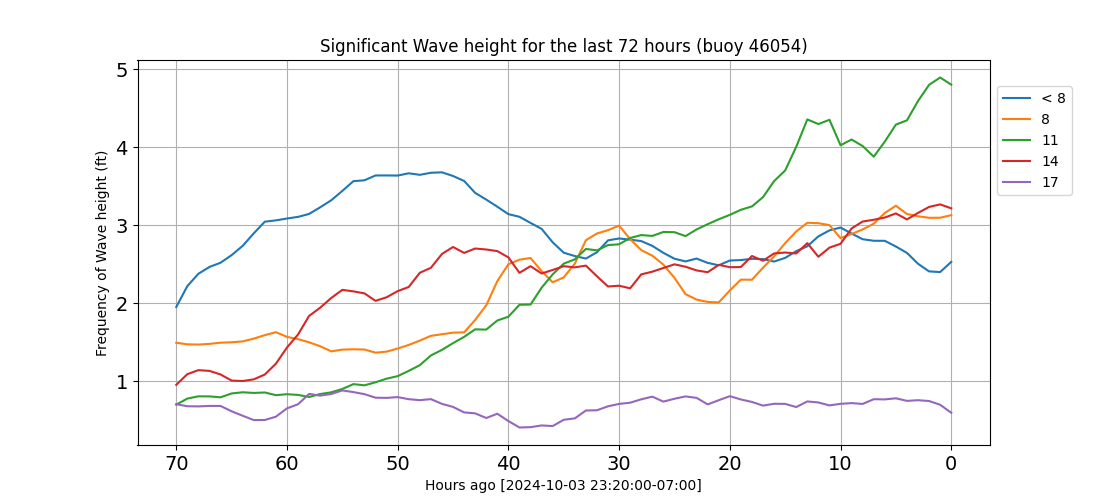 Significant Wave height for the last 72 hours (buoy 46054)
Frequency of Wave height (ft)
5
4
3
2
1
70 60 50 40 30 20 10 0
Hours ago [2024-10-03 23:20:00-07:00]
< 8
8
11
14
17